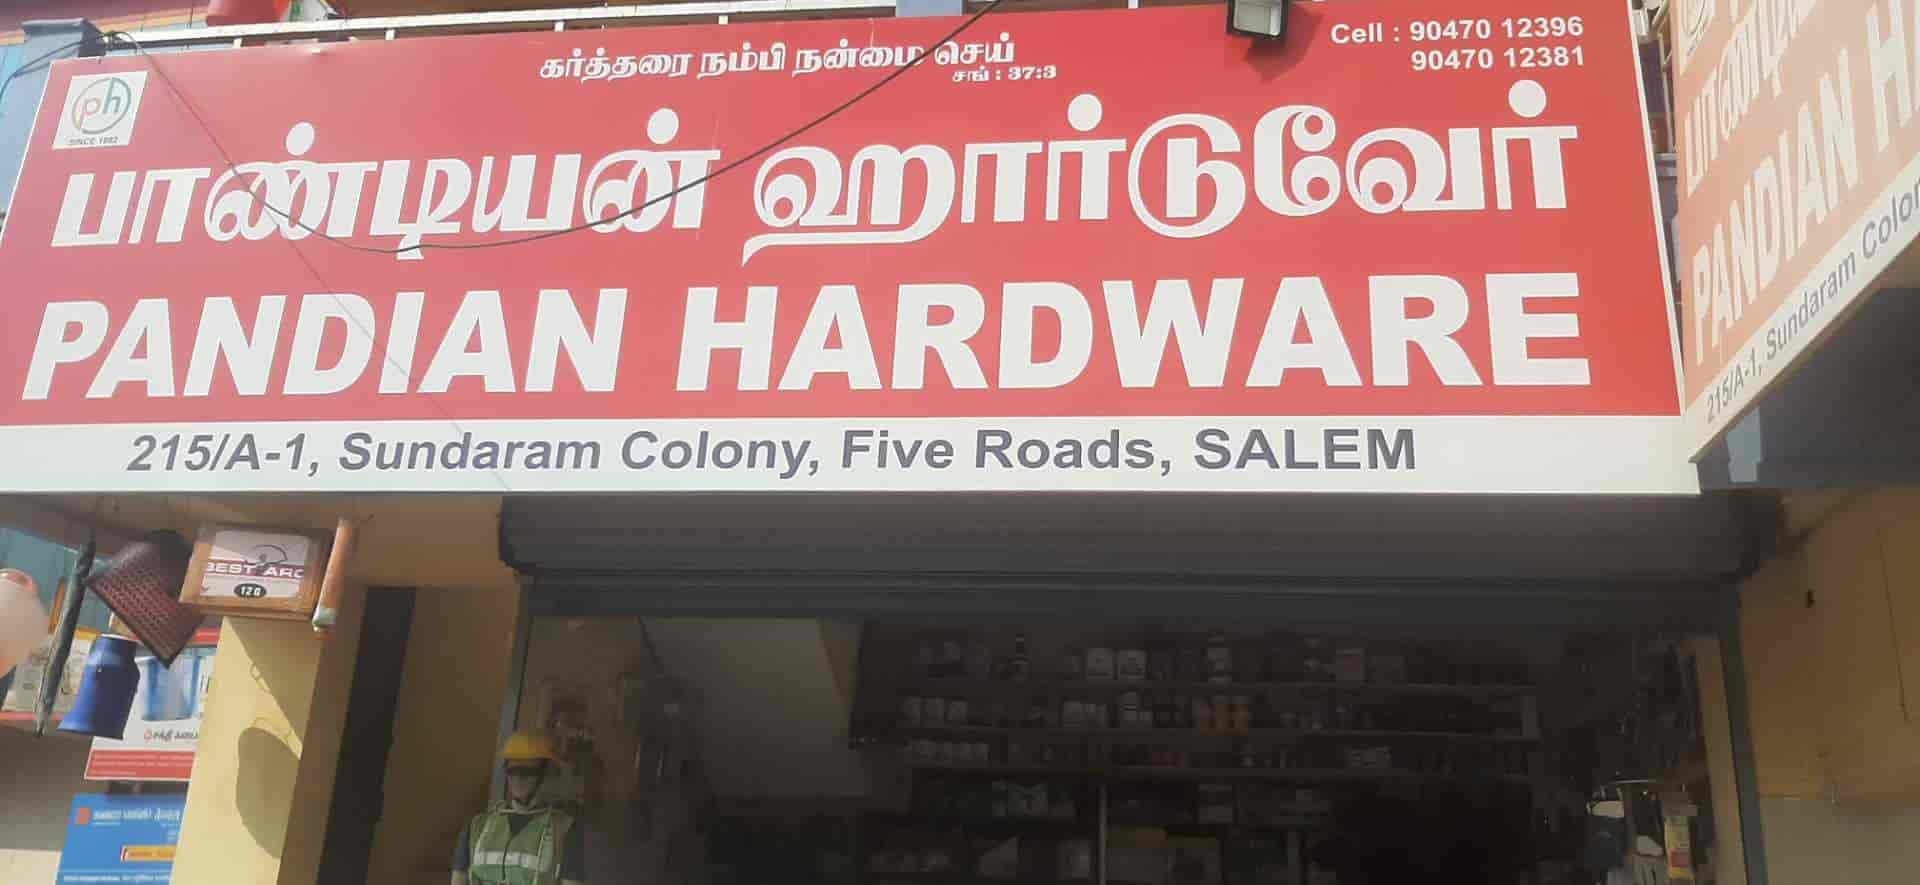 கர்த்தரை நம்பி நன்மை செய்
சங் : 37:3
Cell : 90470 12396
90470 12381
ph
SINCE 1982
பாண்டியன் ஹார்டுவேர்
PANDIAN HARDWARE
215/A-1, Sundaram Colony, Five Roads, SALEM
PANDIAN H
215/A-1, Sundaram Colon
BEST ARC
12 G